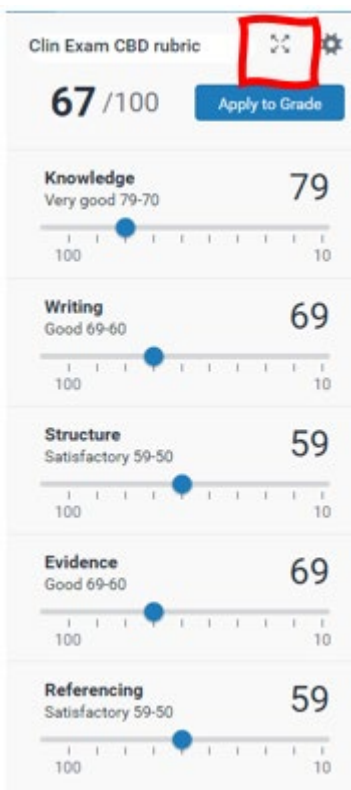 Clin Exam CBD rubric
67 /100 Apply to Grade
Knowledge 79
Very good 79-70
100 10
Writing 69
Good 69-60
100 10
Structure 59
Satisfactory 59-50
100 10
Evidence 69
Good 69-60
100 10
Referencing 59
Satisfactory 59-50
100 10